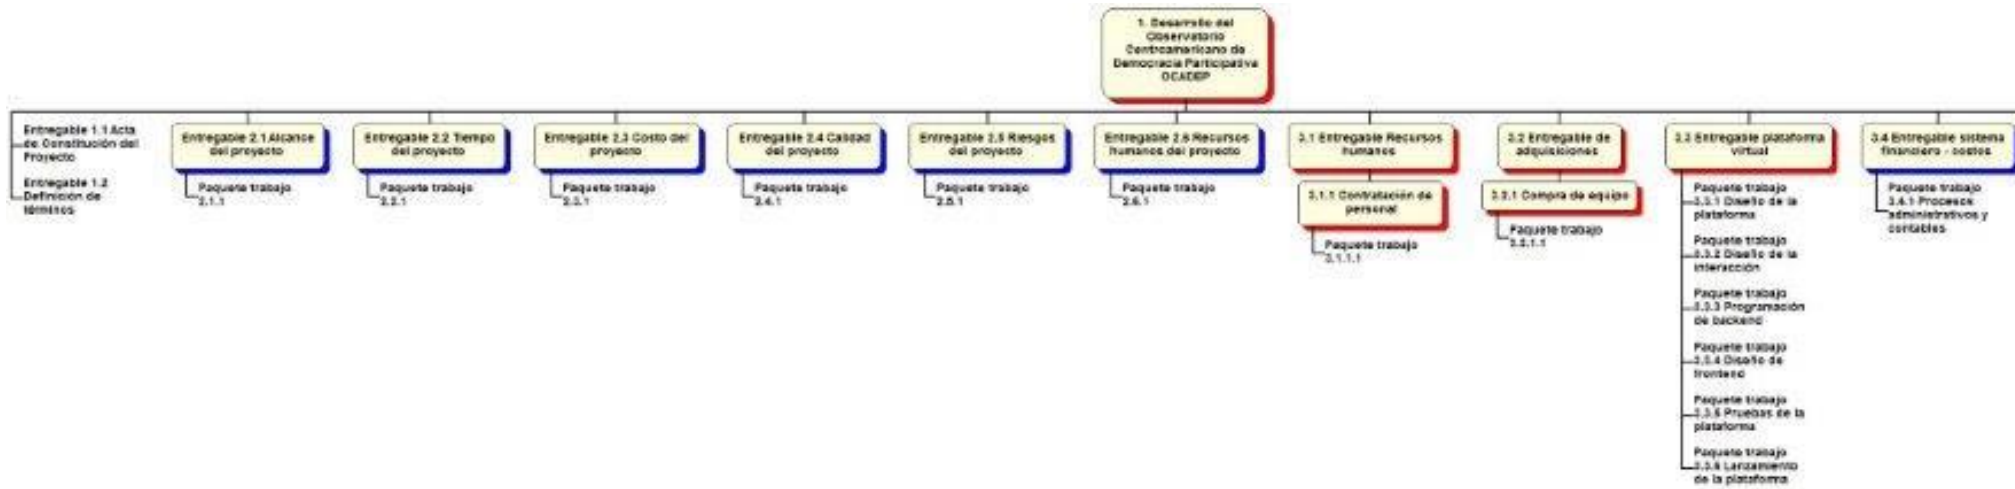 1. Desarrollo del
Observatorio
Centroamericano de
Democracia Participativa
OCADEP
Entregable 1.1 Acta
de Constitución del
Proyecto
Entregable 1.2
Definición de
términos
Entregable 2.1 Alcance
del proyecto
Paquete trabajo
2.1.1
Entregable 2.2 Tiempo
del proyecto
Paquete trabajo
2.2.1
Entregable 2.3 Costo del
proyecto
Paquete trabajo
2.3.1
Entregable 2.4 Calidad
del proyecto
Paquete trabajo
2.4.1
Entregable 2.5 Riesgos
del proyecto
Paquete trabajo
2.5.1
Entregable 2.6 Recursos
humanos del proyecto
Paquete trabajo
2.6.1
3.1 Entregable Recursos
humanos
3.1.1 Contratación de
personal
Paquete trabajo
3.1.1.1
3.2 Entregable de
adquisiciones
3.2.1 Compra de equipo
Paquete trabajo
3.2.1.1
3.3 Entregable plataforma
virtual
Paquete trabajo
3.3.1 Diseño de la
plataforma
Paquete trabajo
3.3.2 Diseño de la
interacción
Paquete trabajo
3.3.3 Programación
de backend
Paquete trabajo
3.3.4 Diseño de
frontend
Paquete trabajo
3.3.5 Pruebas de la
plataforma
Paquete trabajo
3.3.6 Lanzamiento
de la plataforma
3.4 Entregable sistema
financiero - costos
Paquete trabajo
3.4.1 Procesos
administrativos y
contables